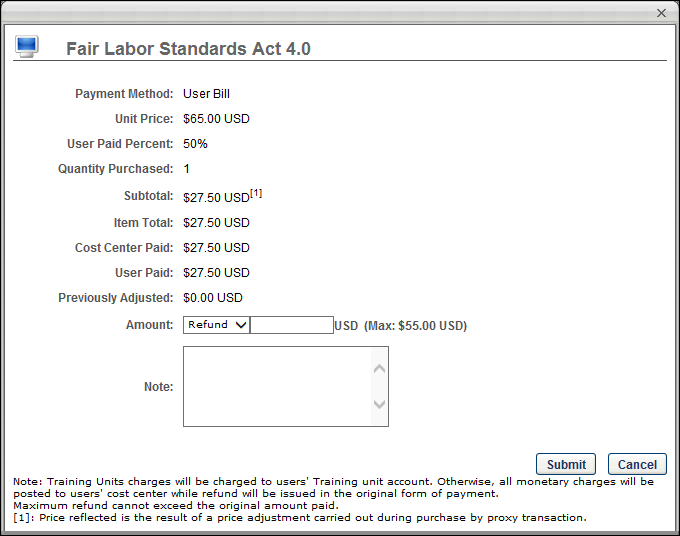 Fair Labor Standards Act 4.0
Payment Method: User Bill
Unit Price: $65.00 USD
User Paid Percent: 50%
Quantity Purchased: 1
Subtotal: $27.50 USD[1]
Item Total: $27.50 USD
Cost Center Paid: $27.50 USD
User Paid: $27.50 USD
Previously Adjusted: $0.00 USD
Amount: Refund USD (Max: $55.00 USD)
Note:
Submit Cancel
Note: Training Units charges will be charged to users' Training unit account. Otherwise, all monetary charges will be
posted to users' cost center while refund will be issued in the original form of payment.
Maximum refund cannot exceed the original amount paid.
[1]: Price reflected is the result of a price adjustment carried out during purchase by proxy transaction.